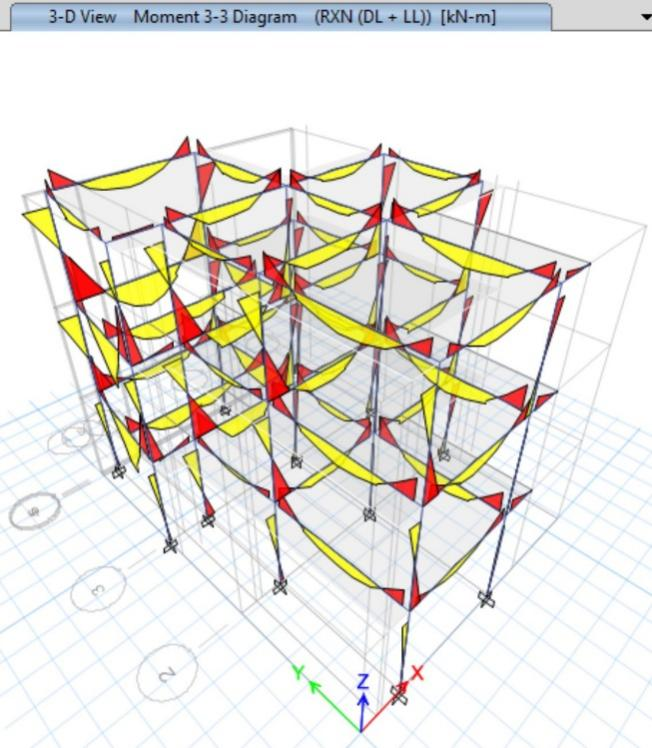 3-D View Moment 3-3 Diagram (RXN (DL + LL)) [kN-m]
5
3
2
Y
Z
X